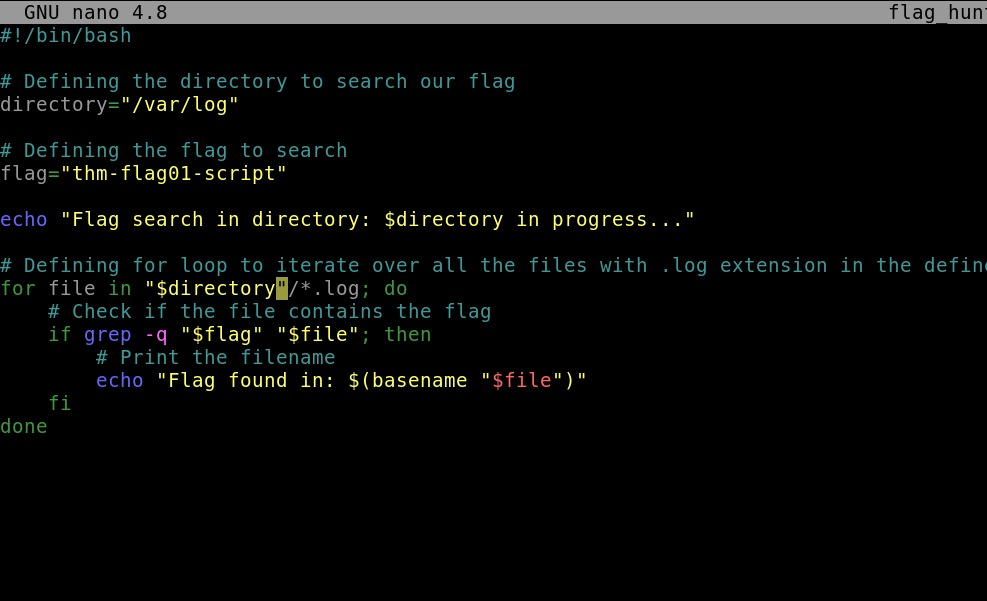 GNU nano 4.8 flag_hun
#!/bin/bash
# Defining the directory to search our flag
directory="/var/log"
# Defining the flag to search
flag="thm-flag01-script"
echo "Flag search in directory: $directory in progress..."
# Defining for loop to iterate over all the files with .log extension in the define
for file in "$directory"/*.log; do
    # Check if the file contains the flag
    if grep -q "$flag" "$file"; then
        # Print the filename
        echo "Flag found in: $(basename "$file")"
    fi
done